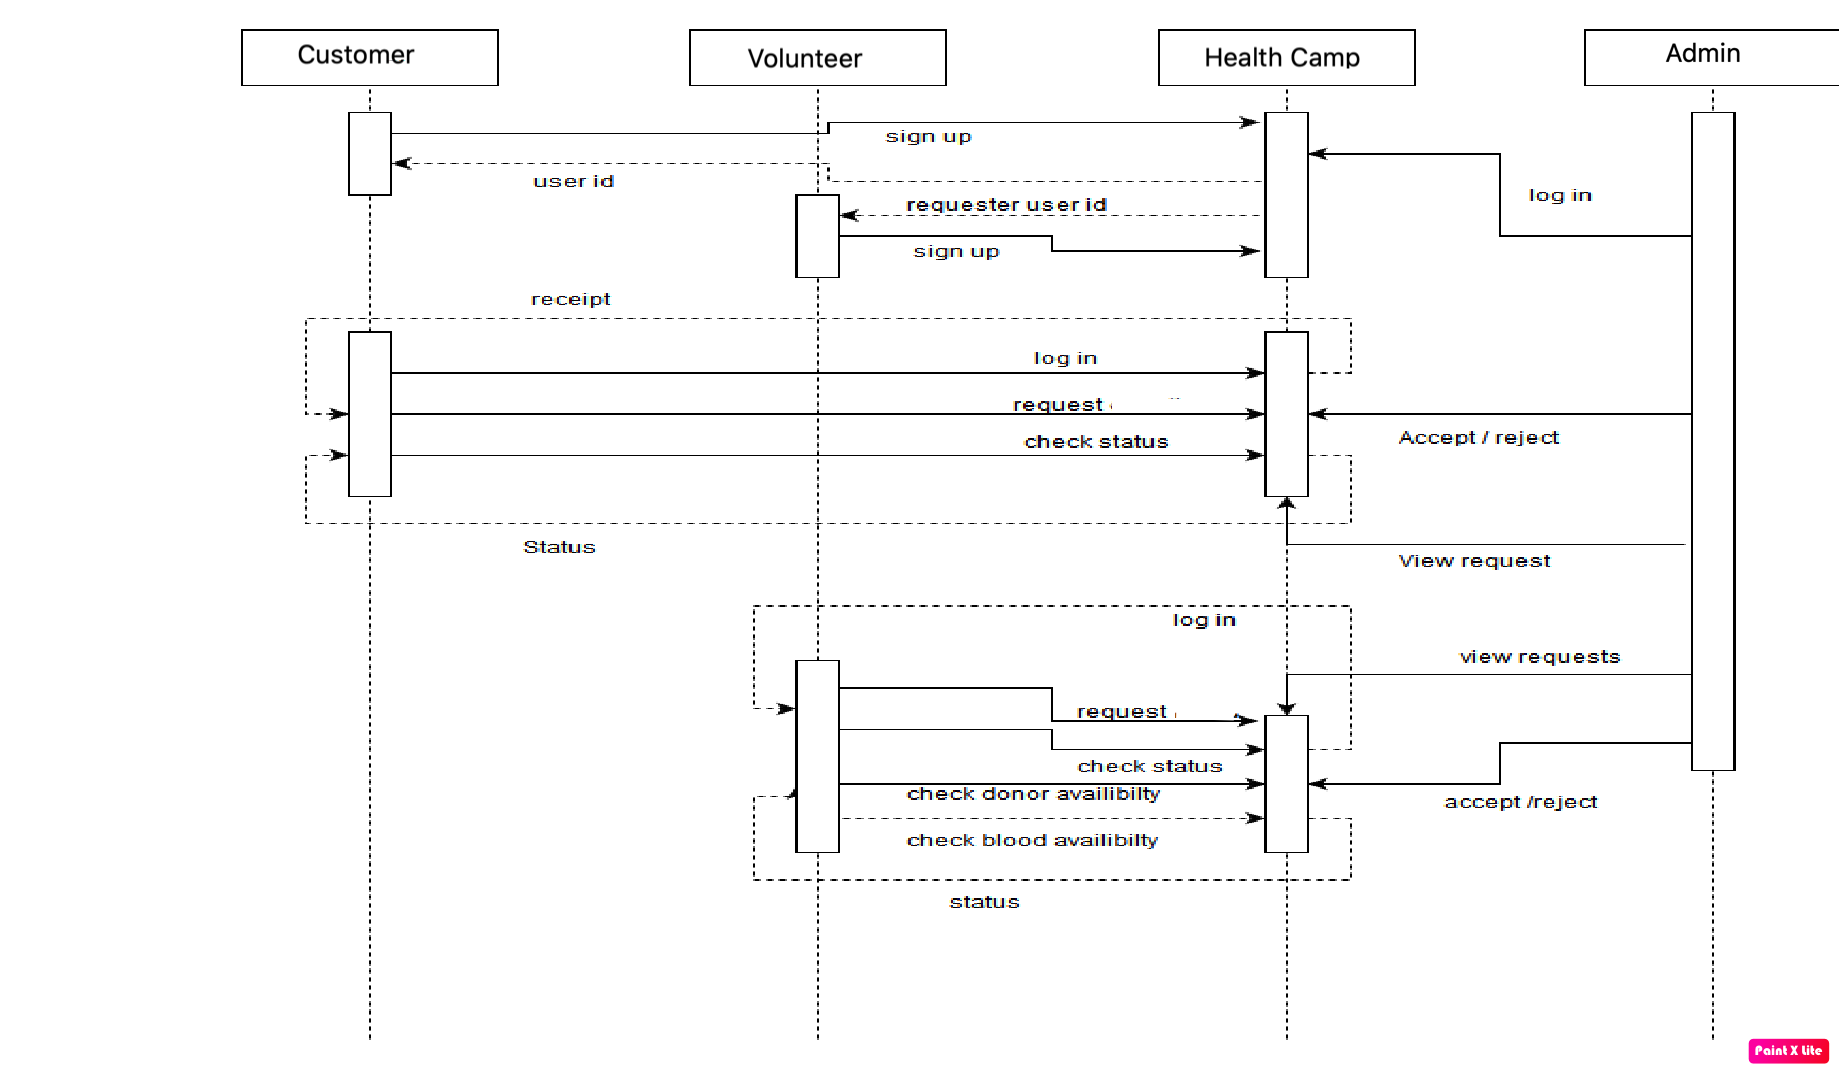 Customer
Volunteer
Health Camp
Admin
sign up
user id
log in
requester user id
sign up
receipt
log in
request
check status
Accept / reject
Status
View request
log in
view requests
request
check status
check donor availibilty
accept /reject
check blood availibilty
status
Paint X Lite